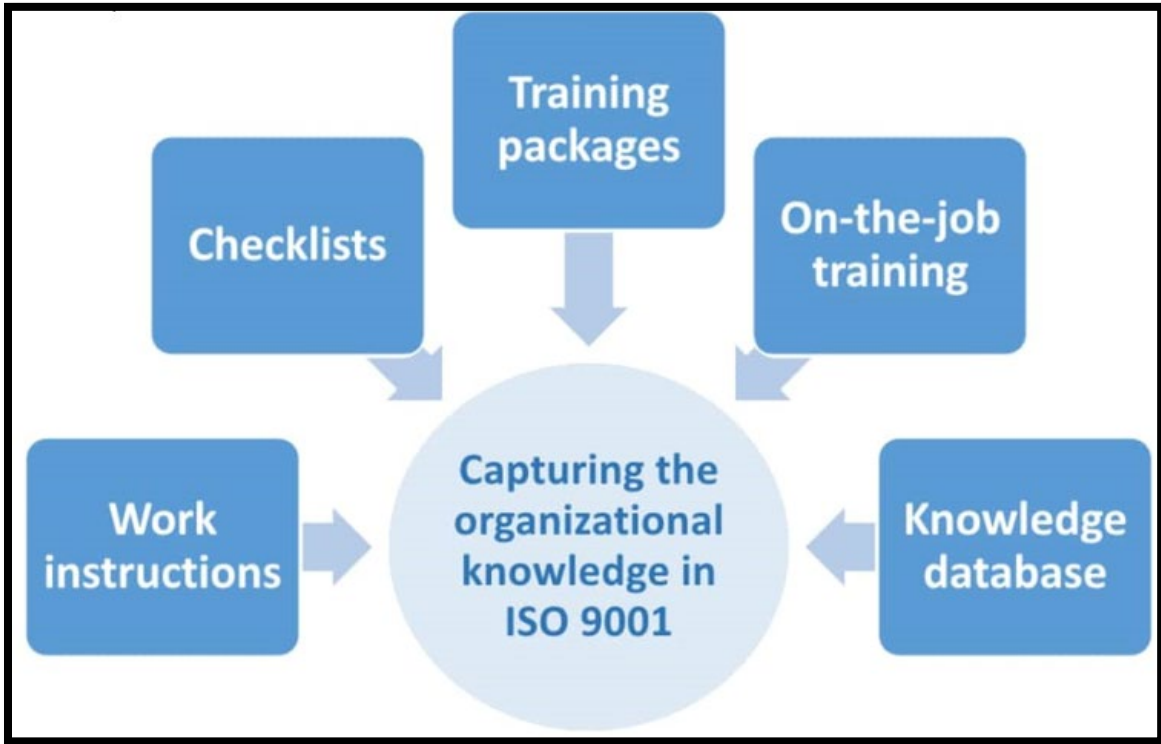 Training
packages
Checklists
On-the-job
training
Work
instructions
Capturing the
organizational
knowledge in
ISO 9001
Knowledge
database